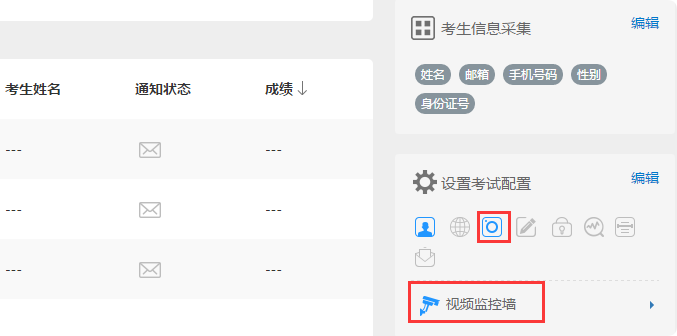 考生信息采集 编辑
姓名 邮箱 手机号码 性别
身份证号
考生姓名 通知状态 成绩↓
--- ---
--- ---
--- ---
设置考试配置 编辑
视频监控墙